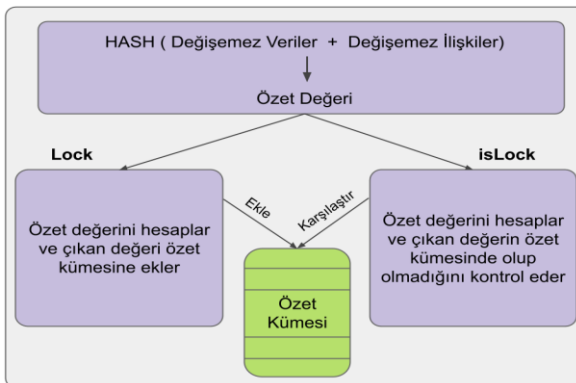 HASH ( Değişemez Veriler + Değişemez İlişkiler)
Özet Değeri
Lock
isLock
Ekle
Karşılaştır
Özet değerini hesaplar
ve çıkan değeri özet
kümesine ekler
Özet değerini hesaplar
ve çıkan değerin özet
kümesinde olup
olmadığını kontrol eder
Özet
Kümesi